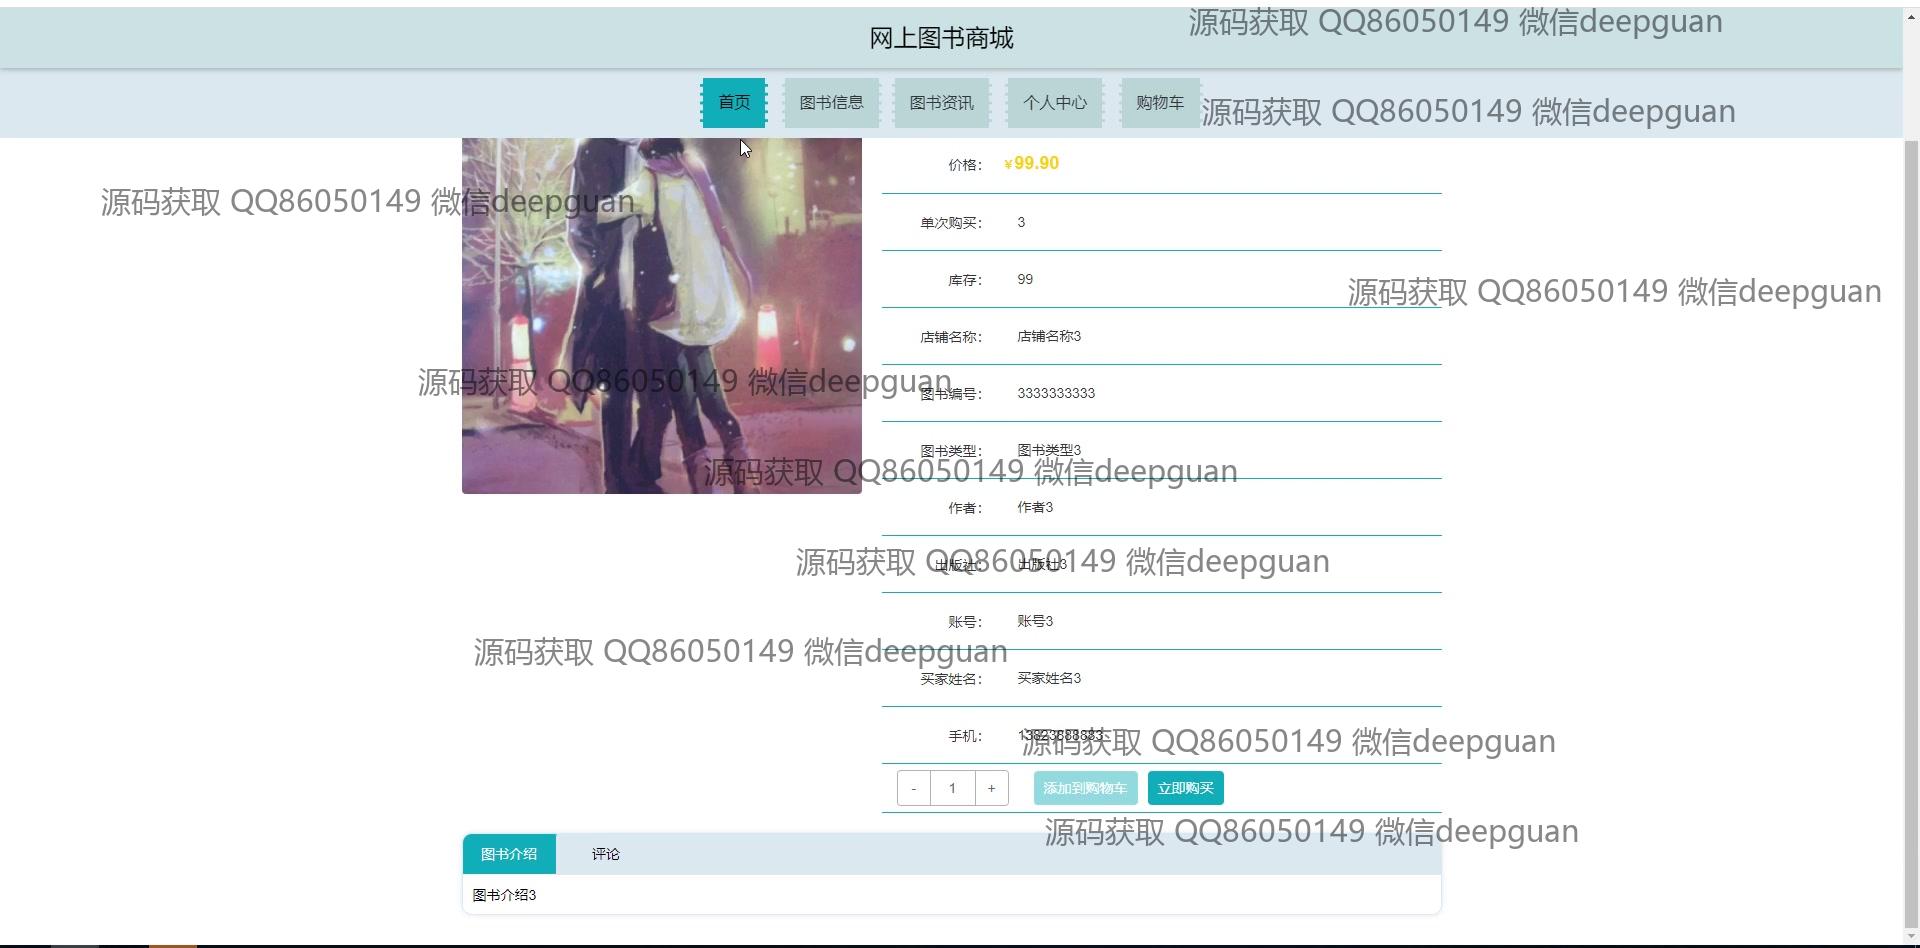 网上图书商城
源码获取 QQ86050149 微信deepguan
首页 图书信息 图书资讯 个人中心 购物车
源码获取 QQ86050149 微信deepguan
价格： ￥99.90
源码获取 QQ86050149 微信deepguan
单次购买： 3
库存： 99
源码获取 QQ86050149 微信deepguan
店铺名称： 店铺名称3
源码获取 QQ86050149 微信deepguan
图书编号： 3333333333
图书类型： 图书类型3
源码获取 QQ86050149 微信deepguan
作者： 作者3
源码获取 QQ86050149 微信deepguan
出版社： 出版社3
账号： 账号3
源码获取 QQ86050149 微信deepguan
买家姓名： 买家姓名3
手机： 13823888883
源码获取 QQ86050149 微信deepguan
- 1 + 添加到购物车 立即购买
源码获取 QQ86050149 微信deepguan
图书介绍 评论
图书介绍3